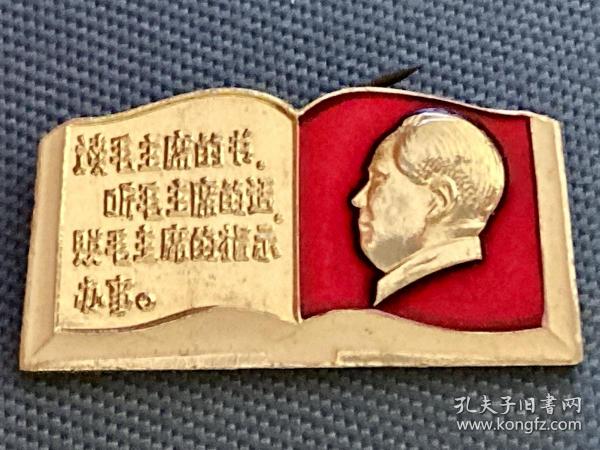 读毛主席的书，
听毛主席的话，
照毛主席的指示
办事。
孔夫子旧书网
www.kongfz.com